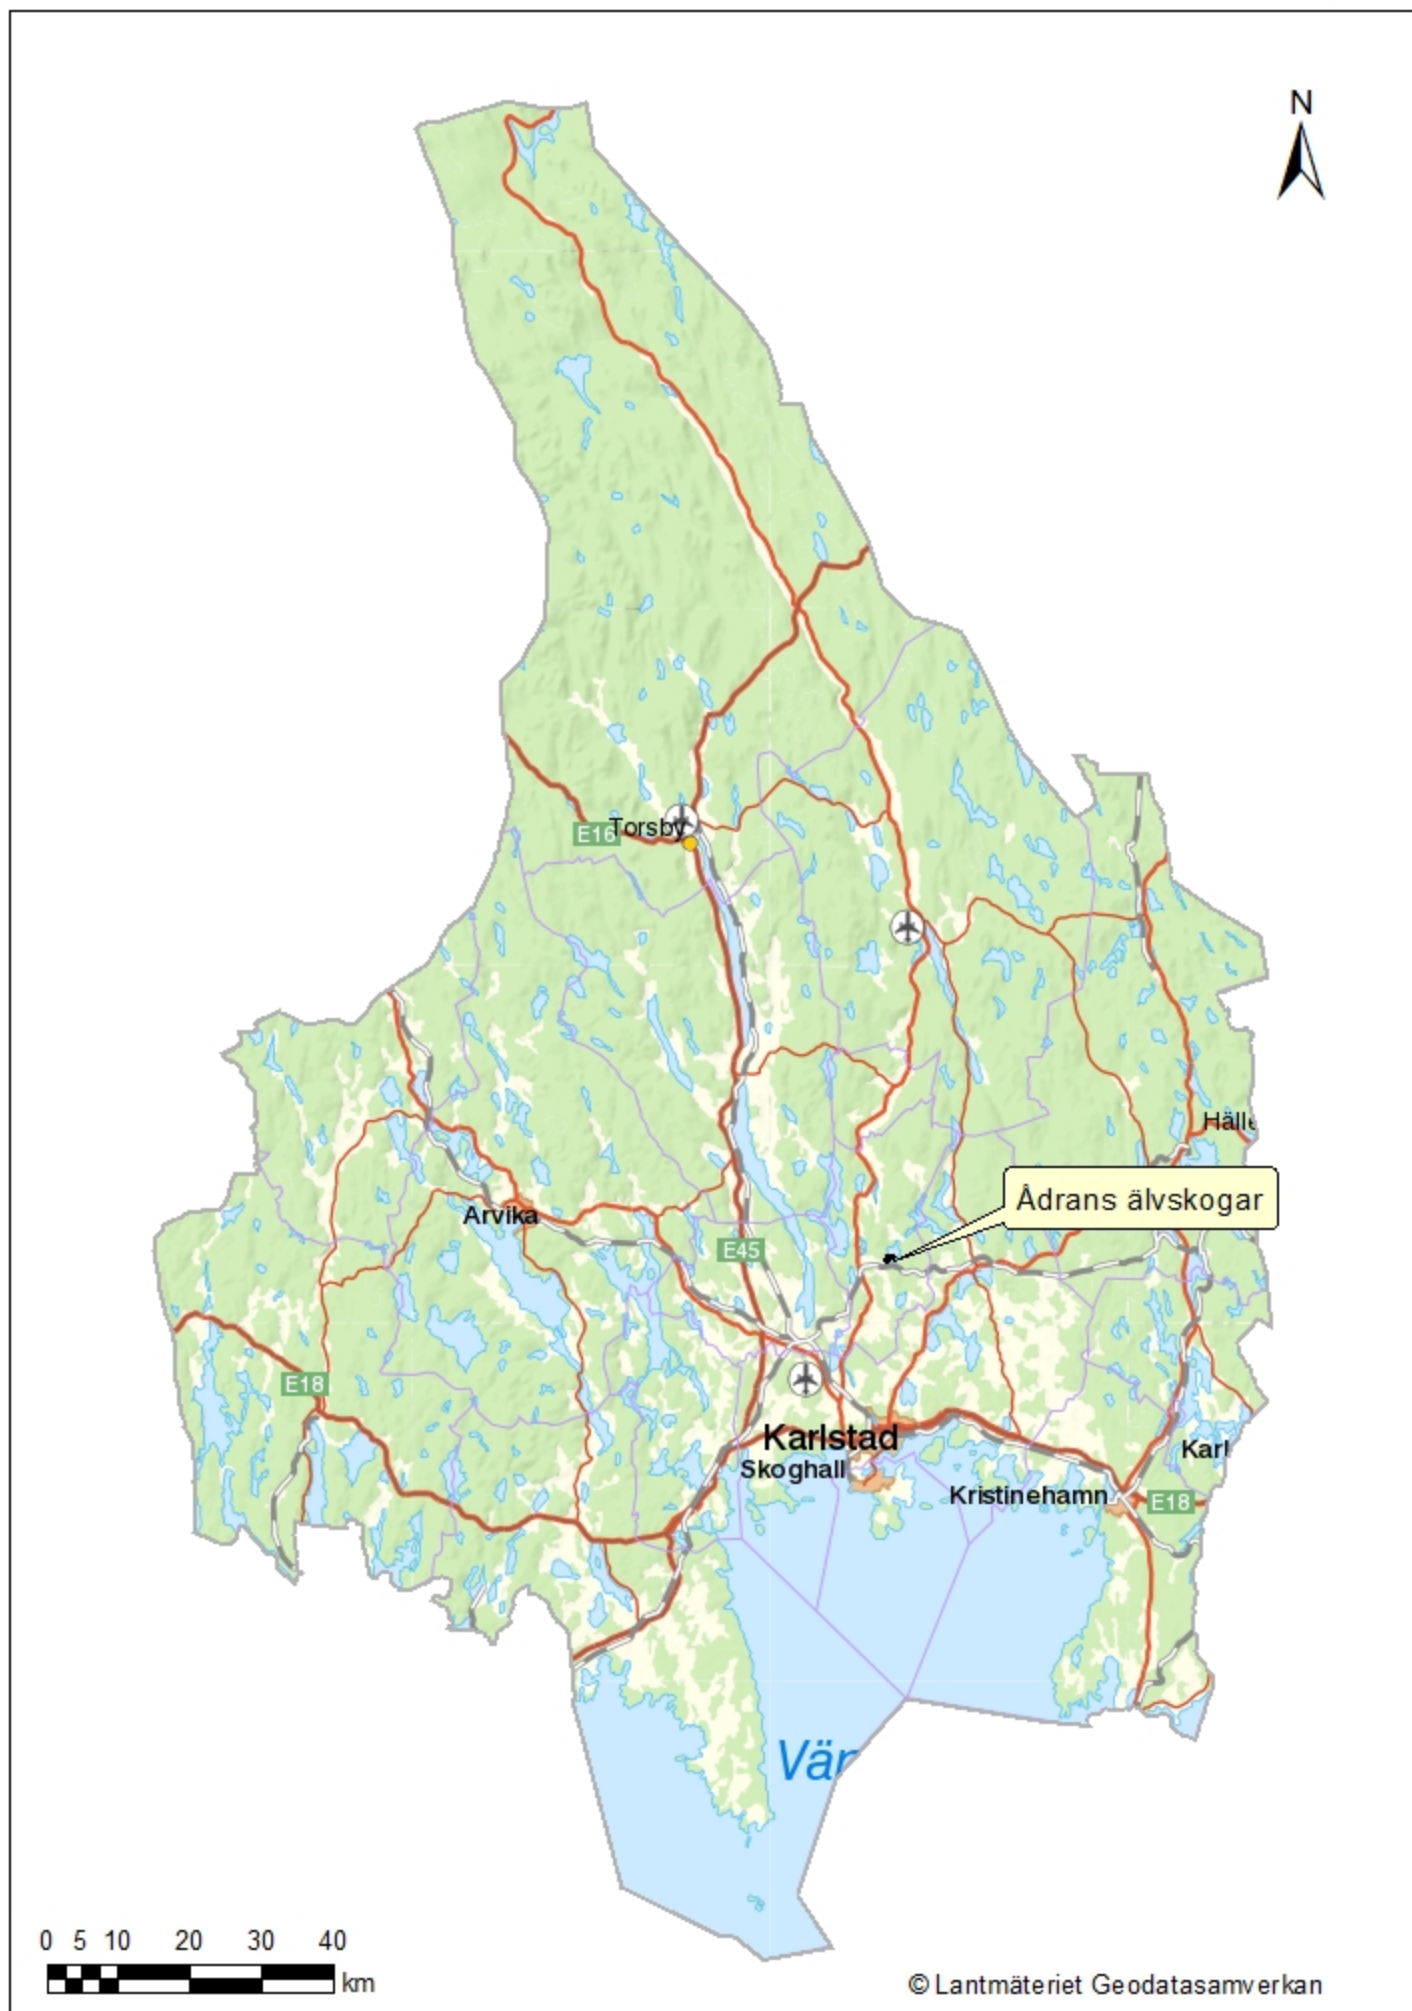 N
Torsby
E16
Hälle
Ådrans älvskogar
Arvika
E45
E18
Karlstad
Skoghall
Karl
Kristinehamn
E18
Vän
0 5 10 20 30 40
km
© Lantmäteriet Geodatasamverkan